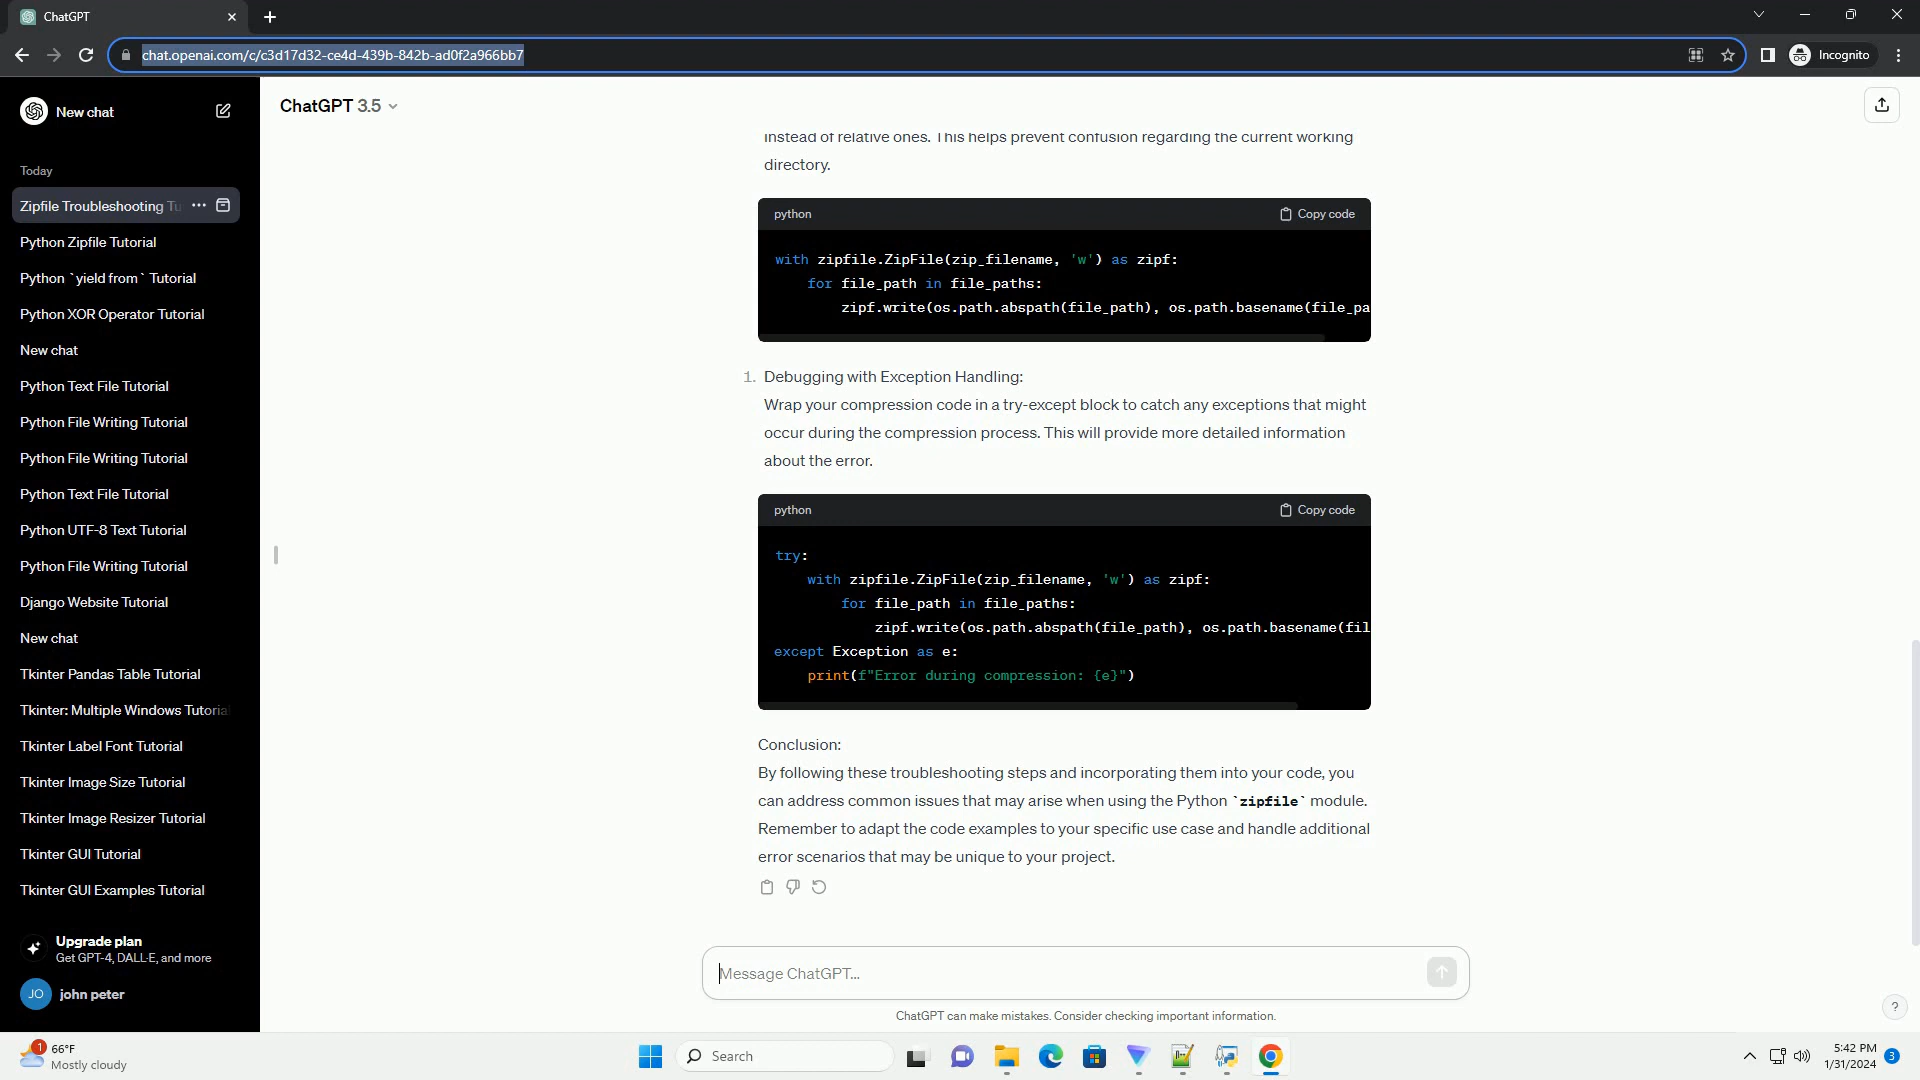 ChatGPT
chat.openai.com/c/c3d17d32-ce4d-439b-842b-ad0f2a966bb7
Incognito
New chat
Today
Zipfile Troubleshooting Tu
Python Zipfile Tutorial
Python `yield from` Tutorial
Python XOR Operator Tutorial
New chat
Python Text File Tutorial
Python File Writing Tutorial
Python File Writing Tutorial
Python Text File Tutorial
Python UTF-8 Text Tutorial
Python File Writing Tutorial
Django Website Tutorial
New chat
Tkinter Pandas Table Tutorial
Tkinter: Multiple Windows Tutoria
Tkinter Label Font Tutorial
Tkinter Image Size Tutorial
Tkinter Image Resizer Tutorial
Tkinter GUI Tutorial
Tkinter GUI Examples Tutorial
Upgrade plan
Get GPT-4, DALL·E, and more
JO john peter
ChatGPT 3.5
instead of relative ones. This helps prevent confusion regarding the current working
directory.
python Copy code
with zipfile.ZipFile(zip_filename, 'w') as zipf:
for file_path in file_paths:
zipf.write(os.path.abspath(file_path), os.path.basename(file_pa
1. Debugging with Exception Handling:
Wrap your compression code in a try-except block to catch any exceptions that might
occur during the compression process. This will provide more detailed information
about the error.
python Copy code
try:
with zipfile.ZipFile(zip_filename, 'w') as zipf:
for file_path in file_paths:
zipf.write(os.path.abspath(file_path), os.path.basename(fil
except Exception as e:
print(f"Error during compression: {e}")
Conclusion:
By following these troubleshooting steps and incorporating them into your code, you
can address common issues that may arise when using the Python `zipfile` module.
Remember to adapt the code examples to your specific use case and handle additional
error scenarios that may be unique to your project.
Message ChatGPT...
ChatGPT can make mistakes. Consider checking important information.
?
1
66°F
Mostly cloudy
Search
5:42 PM
1/31/2024
3